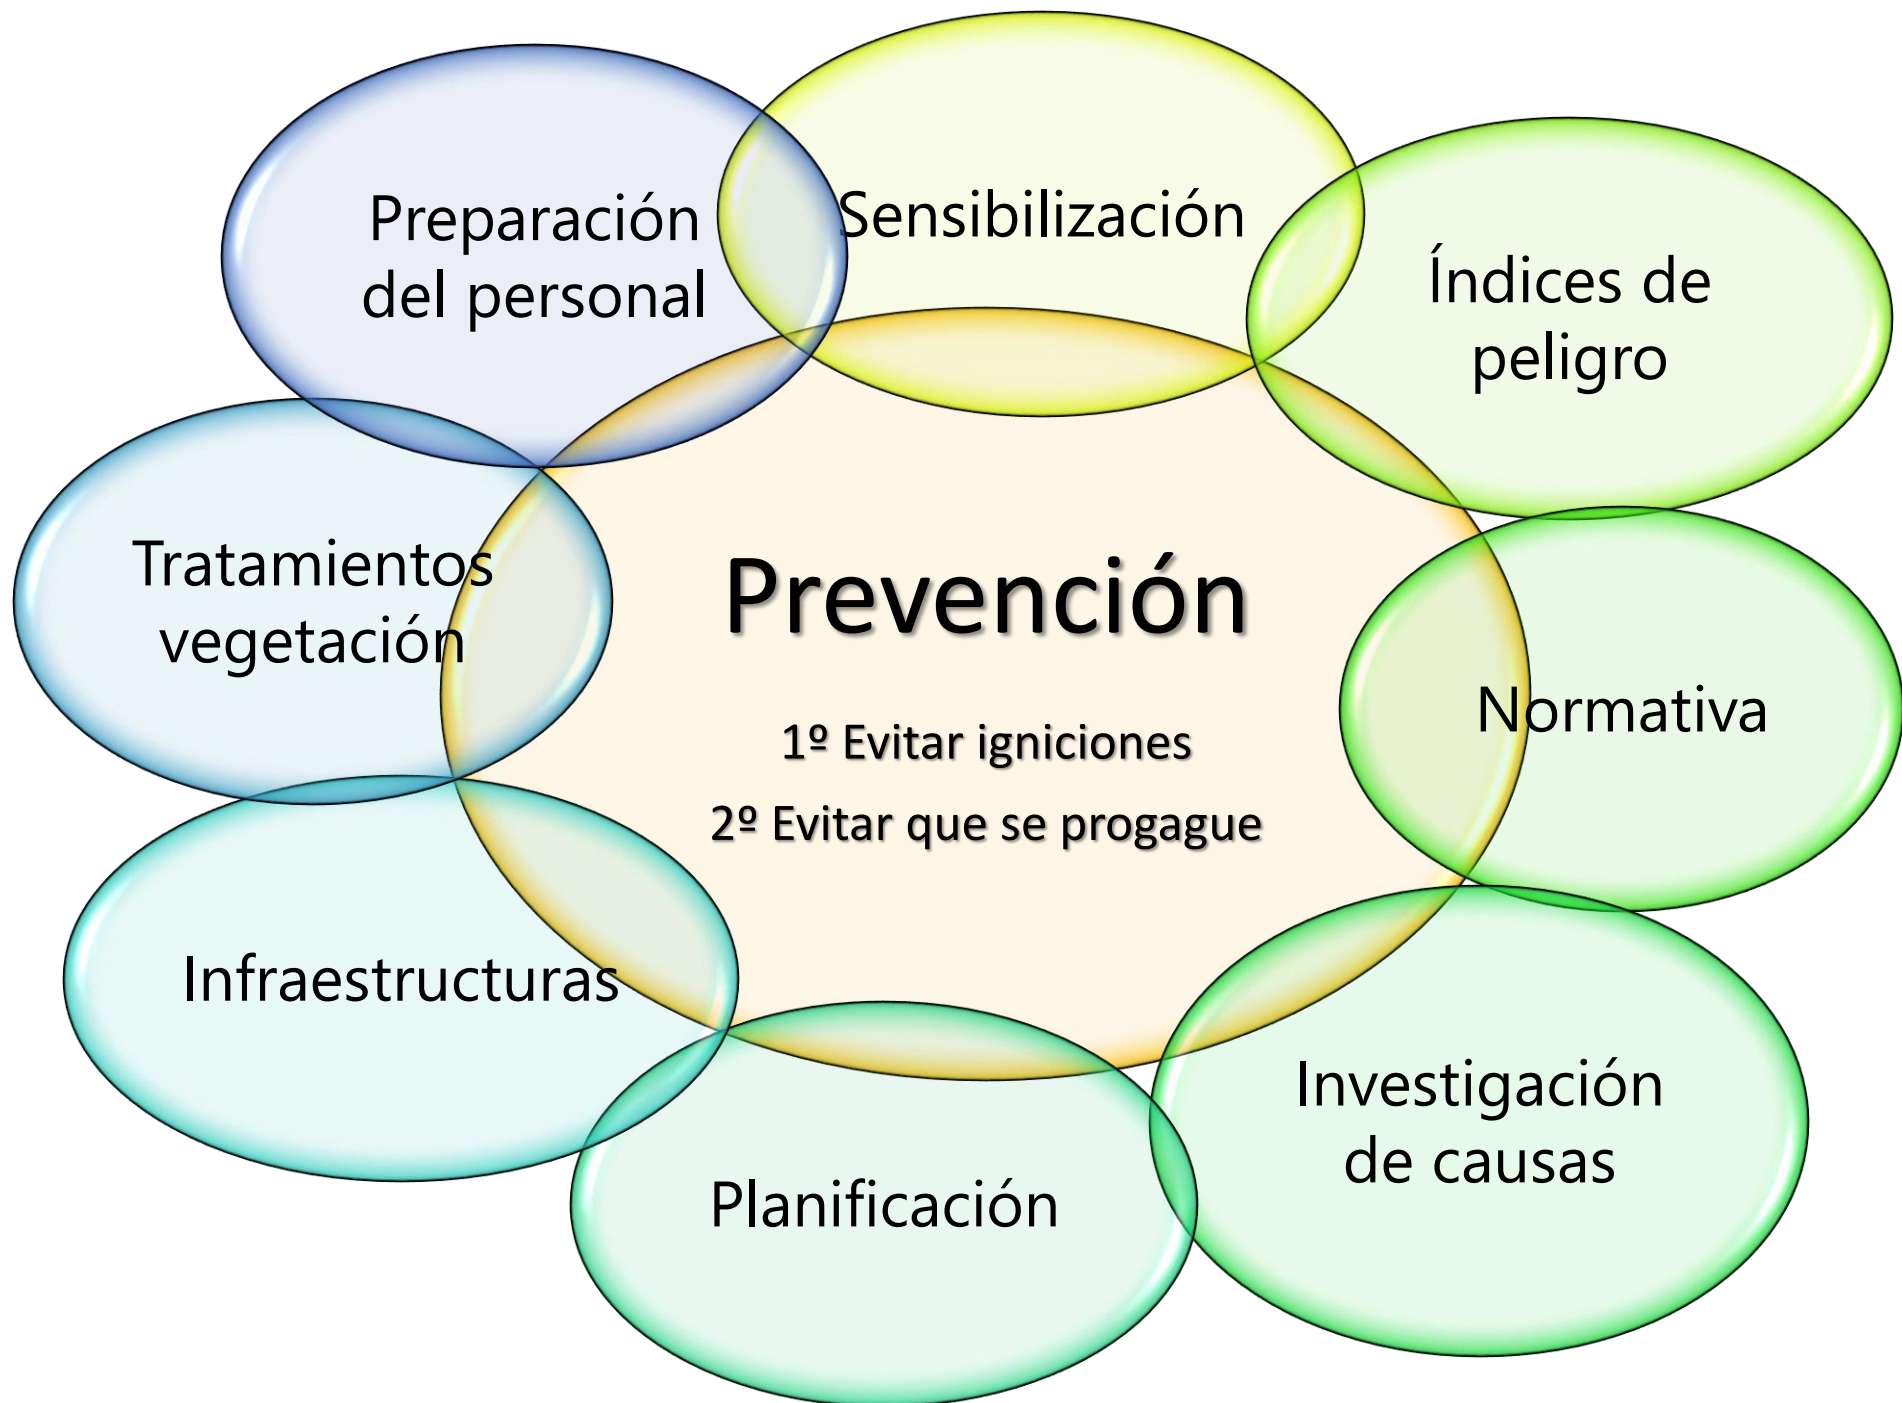 Preparación
del personal
Sensibilización
Índices de
peligro
Tratamientos
vegetación
Prevención
1º Evitar igniciones
2º Evitar que se progague
Normativa
Infraestructuras
Investigación
de causas
Planificación